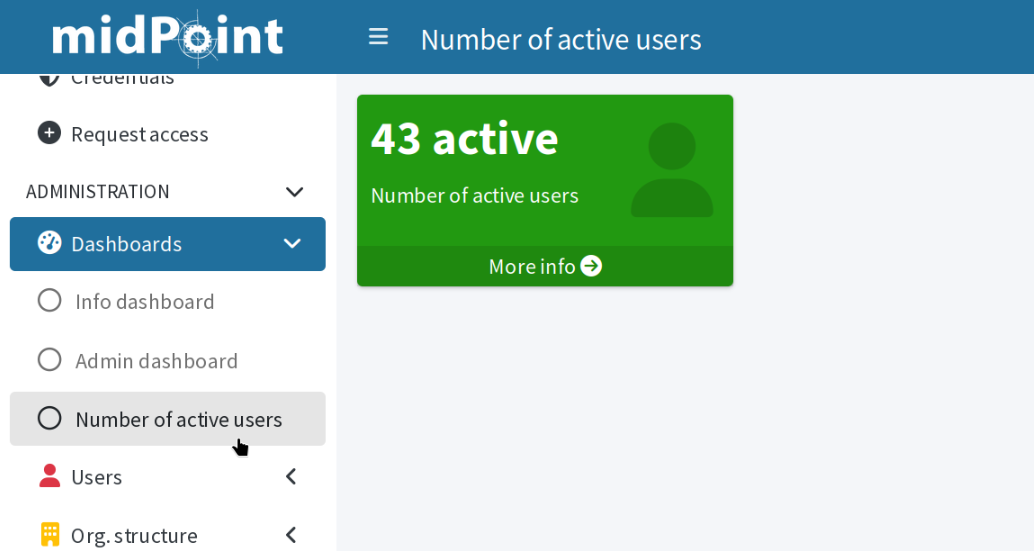 midPoint
Number of active users
Credentials
Request access
ADMINISTRATION
Dashboards
Info dashboard
Admin dashboard
Number of active users
Users
Org. structure
43 active
Number of active users
More info